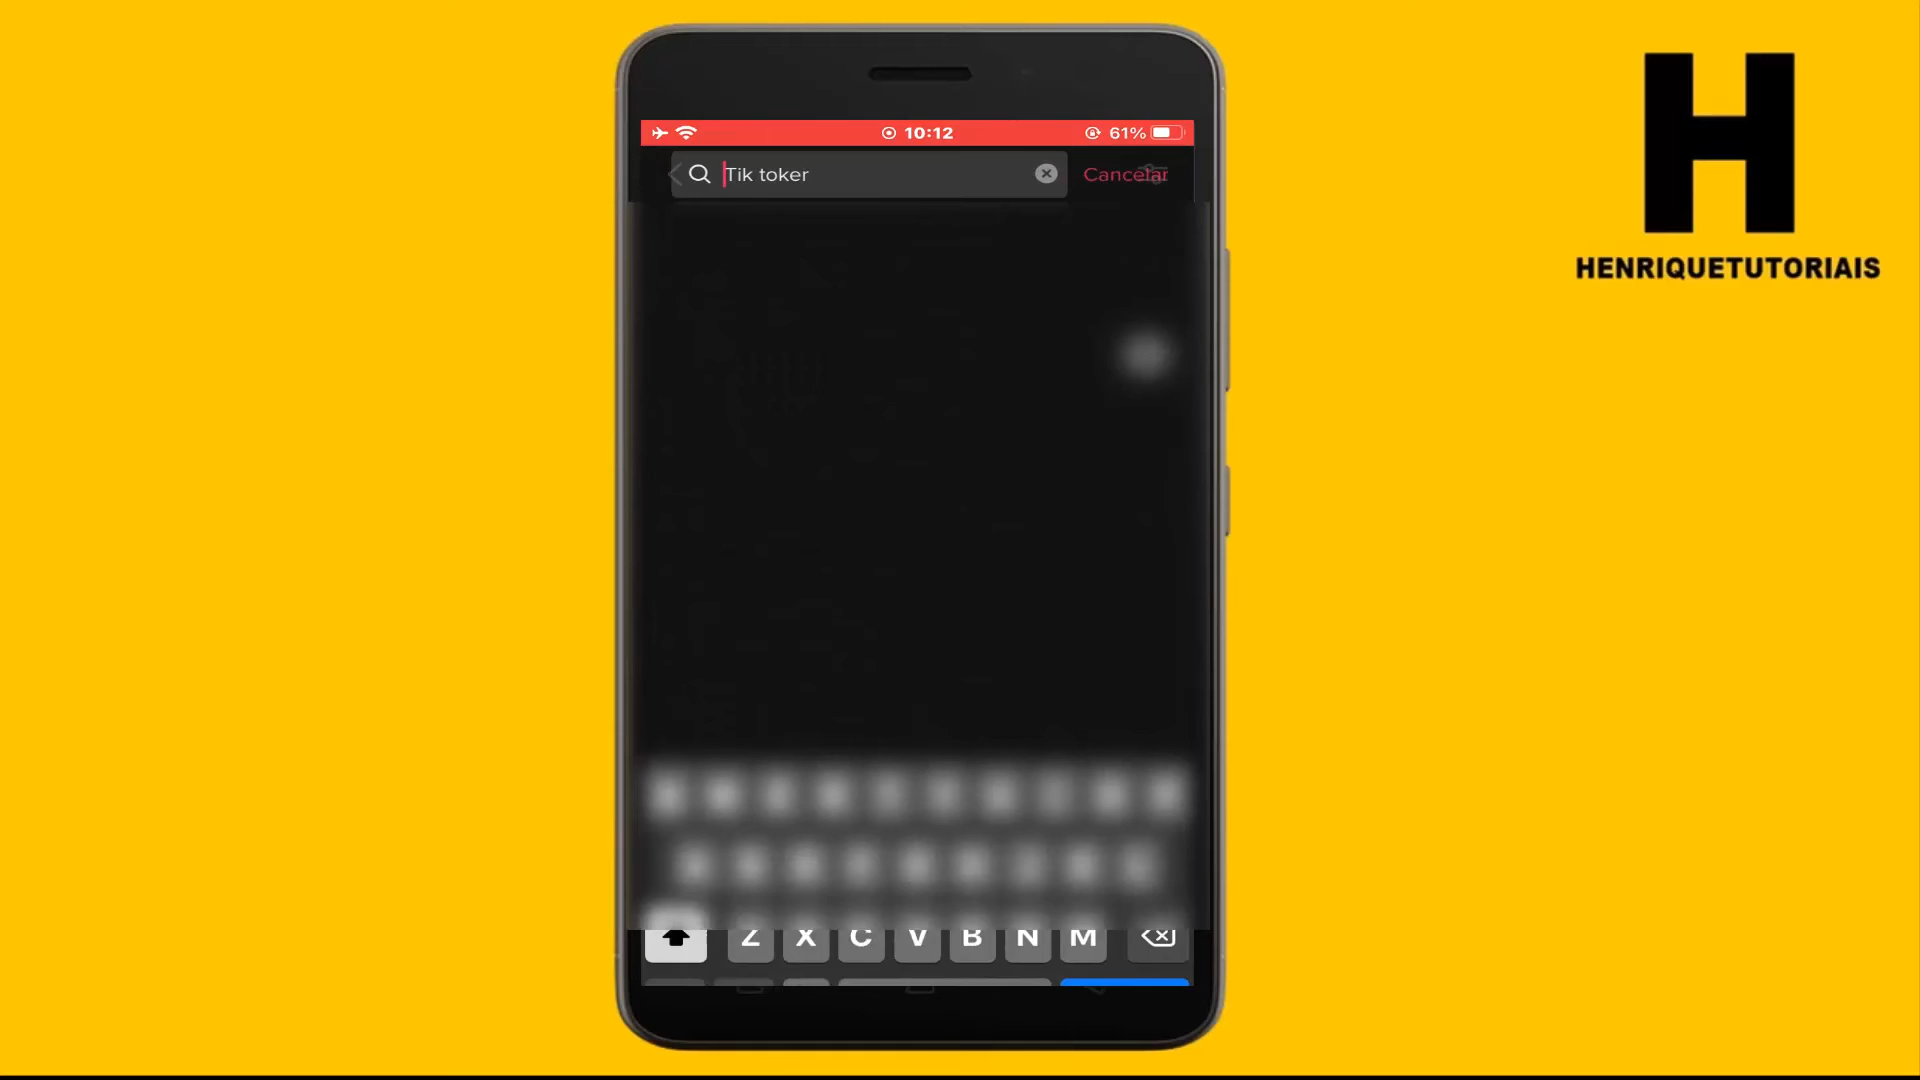 10:12
61%
Tik toker
Cancelar
H
HENRIQUETUTORIAIS
Z X C V B N M